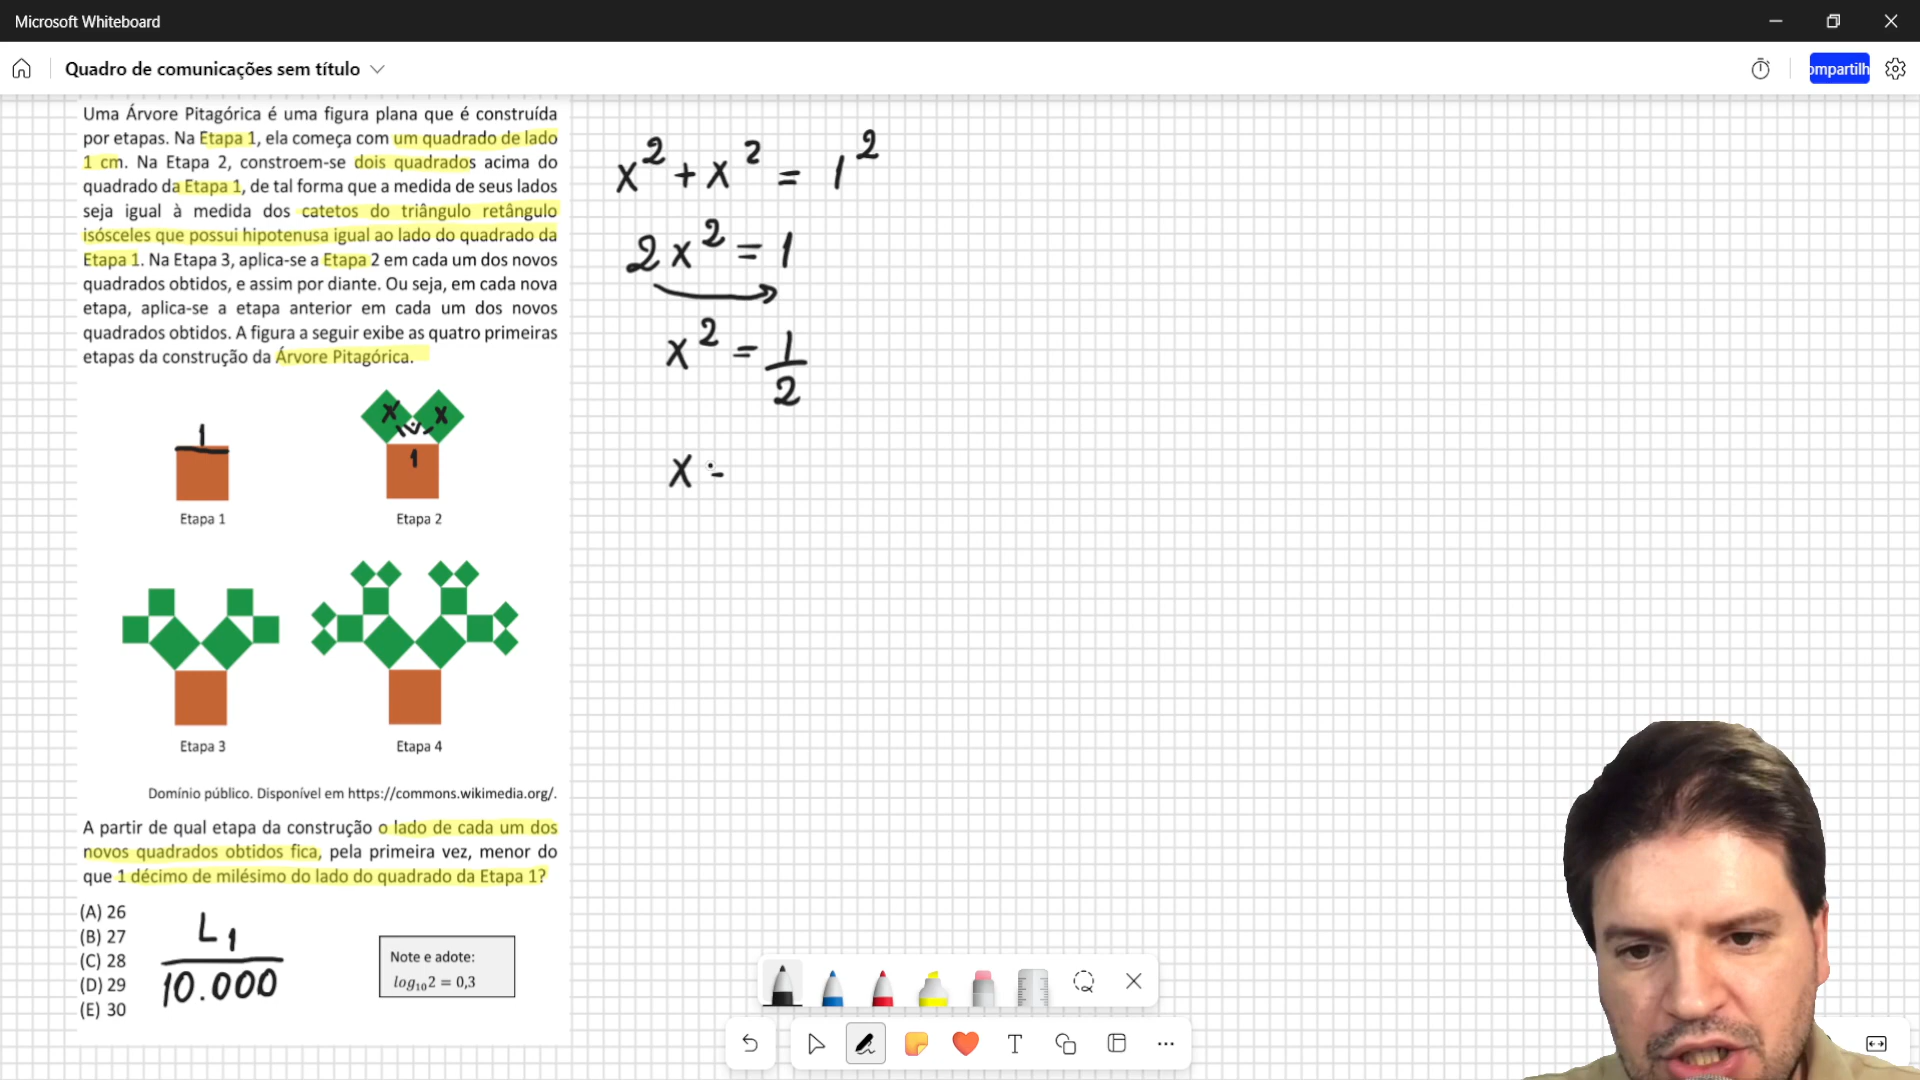 Microsoft Whiteboard
Quadro de comunicações sem título
ompartilh
Uma Árvore Pitagórica é uma figura plana que é construída
por etapas. Na Etapa 1, ela começa com um quadrado de lado
1 cm. Na Etapa 2, constroem-se dois quadrados acima do
quadrado da Etapa 1, de tal forma que a medida de seus lados
seja igual à medida dos catetos do triângulo retângulo
isósceles que possui hipotenusa igual ao lado do quadrado da
Etapa 1. Na Etapa 3, aplica-se a Etapa 2 em cada um dos novos
quadrados obtidos, e assim por diante. Ou seja, em cada nova
etapa, aplica-se a etapa anterior em cada um dos novos
quadrados obtidos. A figura a seguir exibe as quatro primeiras
etapas da construção da Árvore Pitagórica.
1
x x
1
Etapa 1 Etapa 2
Etapa 3 Etapa 4
Domínio público. Disponível em https://commons.wikimedia.org/.
A partir de qual etapa da construção o lado de cada um dos
novos quadrados obtidos fica, pela primeira vez, menor do
que 1 décimo de milésimo do lado do quadrado da Etapa 1?
(A) 26
(B) 27
(C) 28
(D) 29
(E) 30
L₁
10.000
Note e adote:
log₁₀2 = 0,3
x² + x² = 1²
2x² = 1
x² = 1/2
x =
T